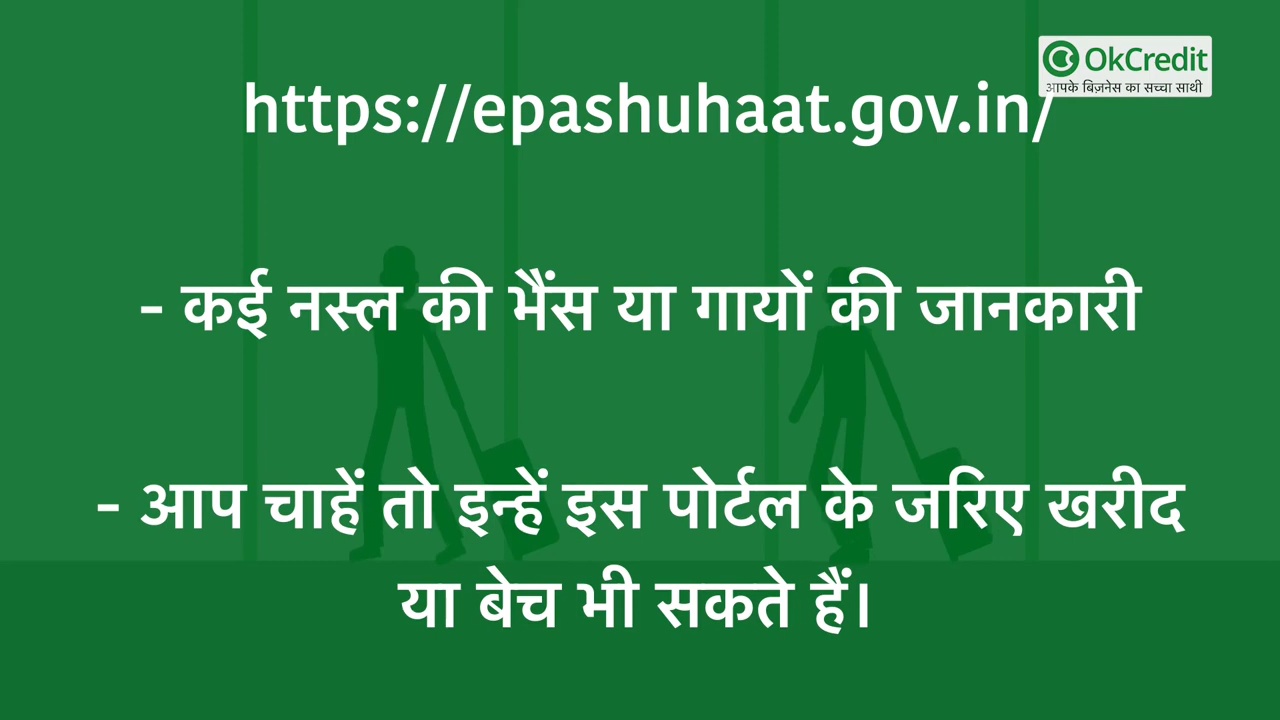 OkCredit
आपके बिज़नेस का सच्चा साथी
https://epashuhaat.gov.in/
- कई नस्ल की भैंस या गायों की जानकारी
- आप चाहें तो इन्हें इस पोर्टल के जरिए खरीद
या बेच भी सकते हैं।